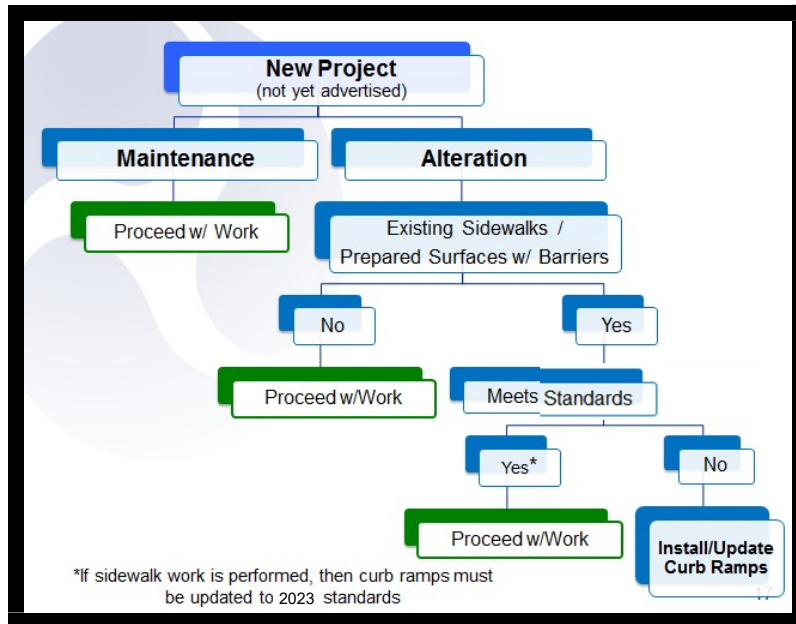 New Project
(not yet advertised)
Maintenance
Alteration
Proceed w/ Work
Existing Sidewalks /
Prepared Surfaces w/ Barriers
No
Yes
Proceed w/Work
Meets Standards
Yes*
No
Proceed w/Work
Install/Update
Curb Ramps
*If sidewalk work is performed, then curb ramps must
be updated to 2023 standards
17